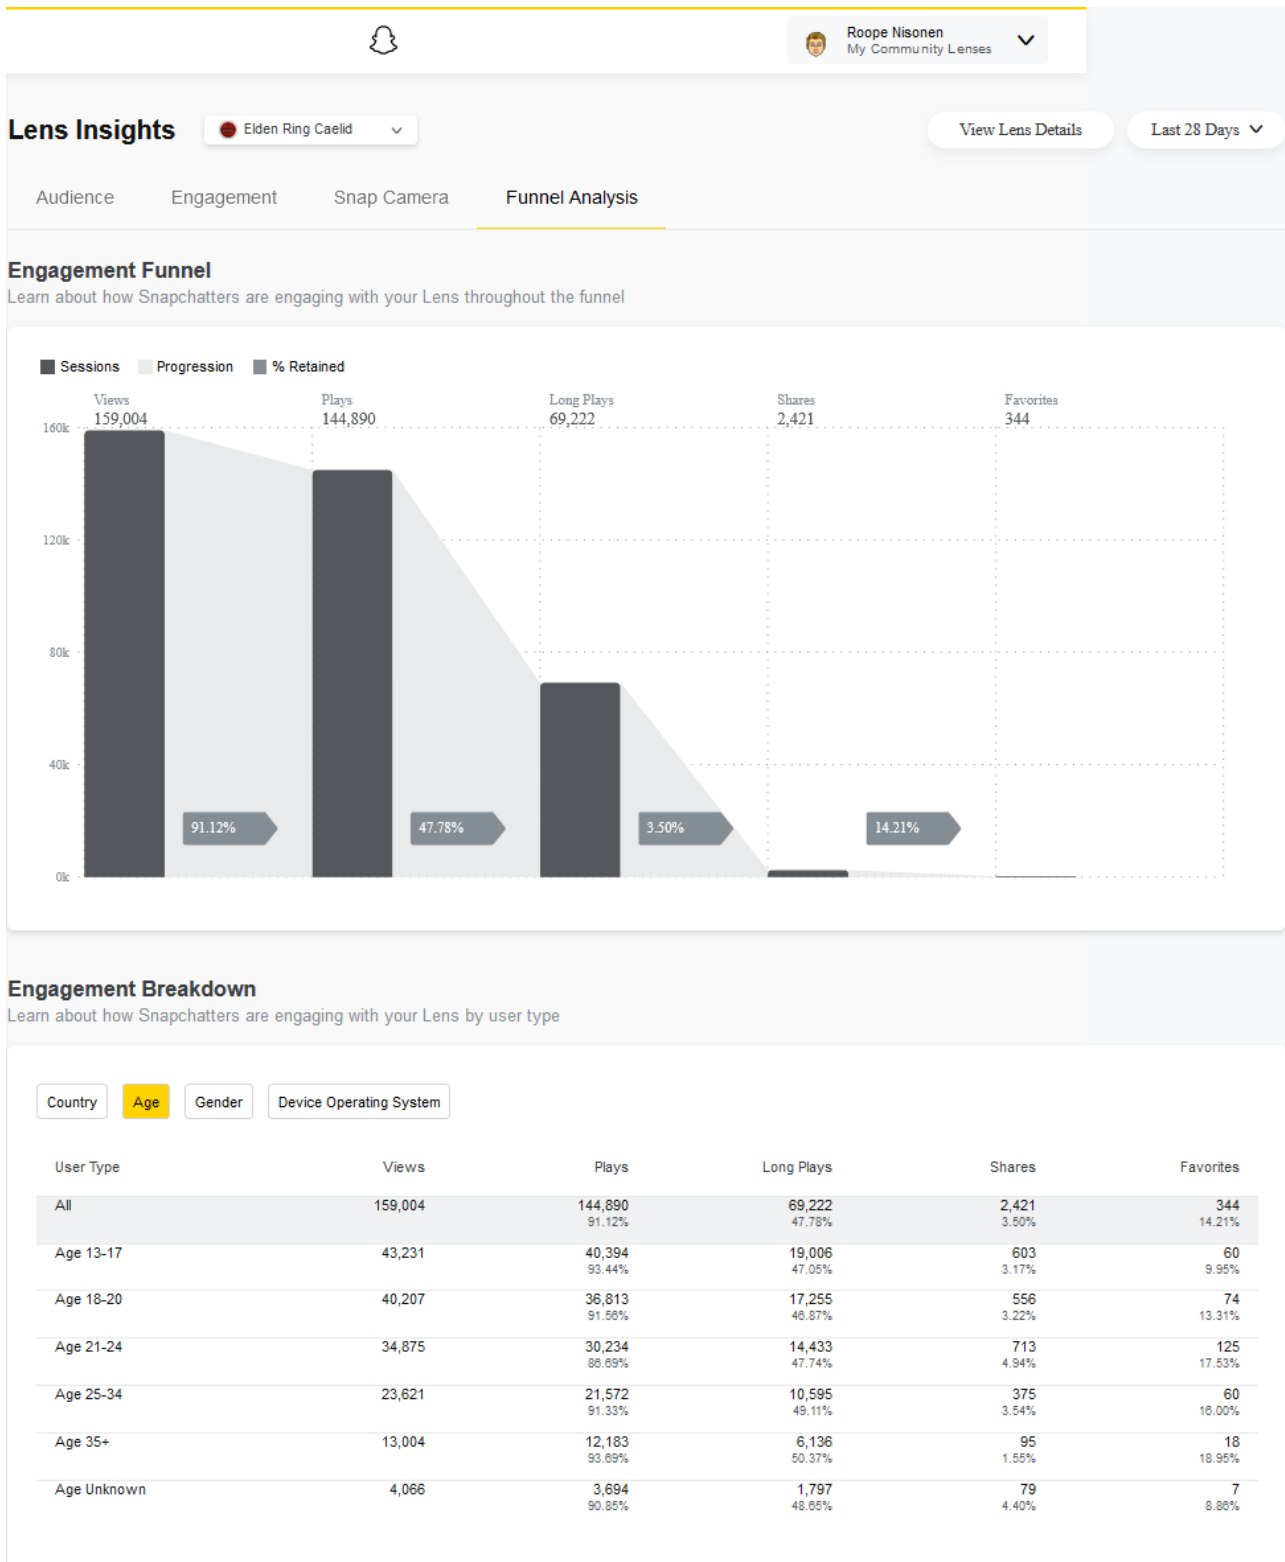 Roope Nisonen
My Community Lenses
Lens Insights
Elden Ring Caelid
View Lens Details
Last 28 Days
Audience Engagement Snap Camera Funnel Analysis
Engagement Funnel
Learn about how Snapchatters are engaging with your Lens throughout the funnel
Sessions Progression % Retained
Views Plays Long Plays Shares Favorites
159,004 144,890 69,222 2,421 344
160k
120k
80k
40k
91.12% 47.78% 3.50% 14.21%
0k
Engagement Breakdown
Learn about how Snapchatters are engaging with your Lens by user type
Country Age Gender Device Operating System
User Type Views Plays Long Plays Shares Favorites
All 159,004 144,890 69,222 2,421 344
91.12% 47.78% 3.50% 14.21%
Age 13-17 43,231 40,394 19,006 603 60
93.44% 47.05% 3.17% 9.95%
Age 18-20 40,207 36,813 17,255 556 74
91.56% 46.87% 3.22% 13.31%
Age 21-24 34,875 30,234 14,433 713 125
86.69% 47.74% 4.94% 17.53%
Age 25-34 23,621 21,572 10,595 375 60
91.33% 49.11% 3.54% 16.00%
Age 35+ 13,004 12,183 6,136 95 18
93.69% 50.37% 1.55% 18.95%
Age Unknown 4,066 3,694 1,797 79 7
90.85% 48.65% 4.40% 8.86%